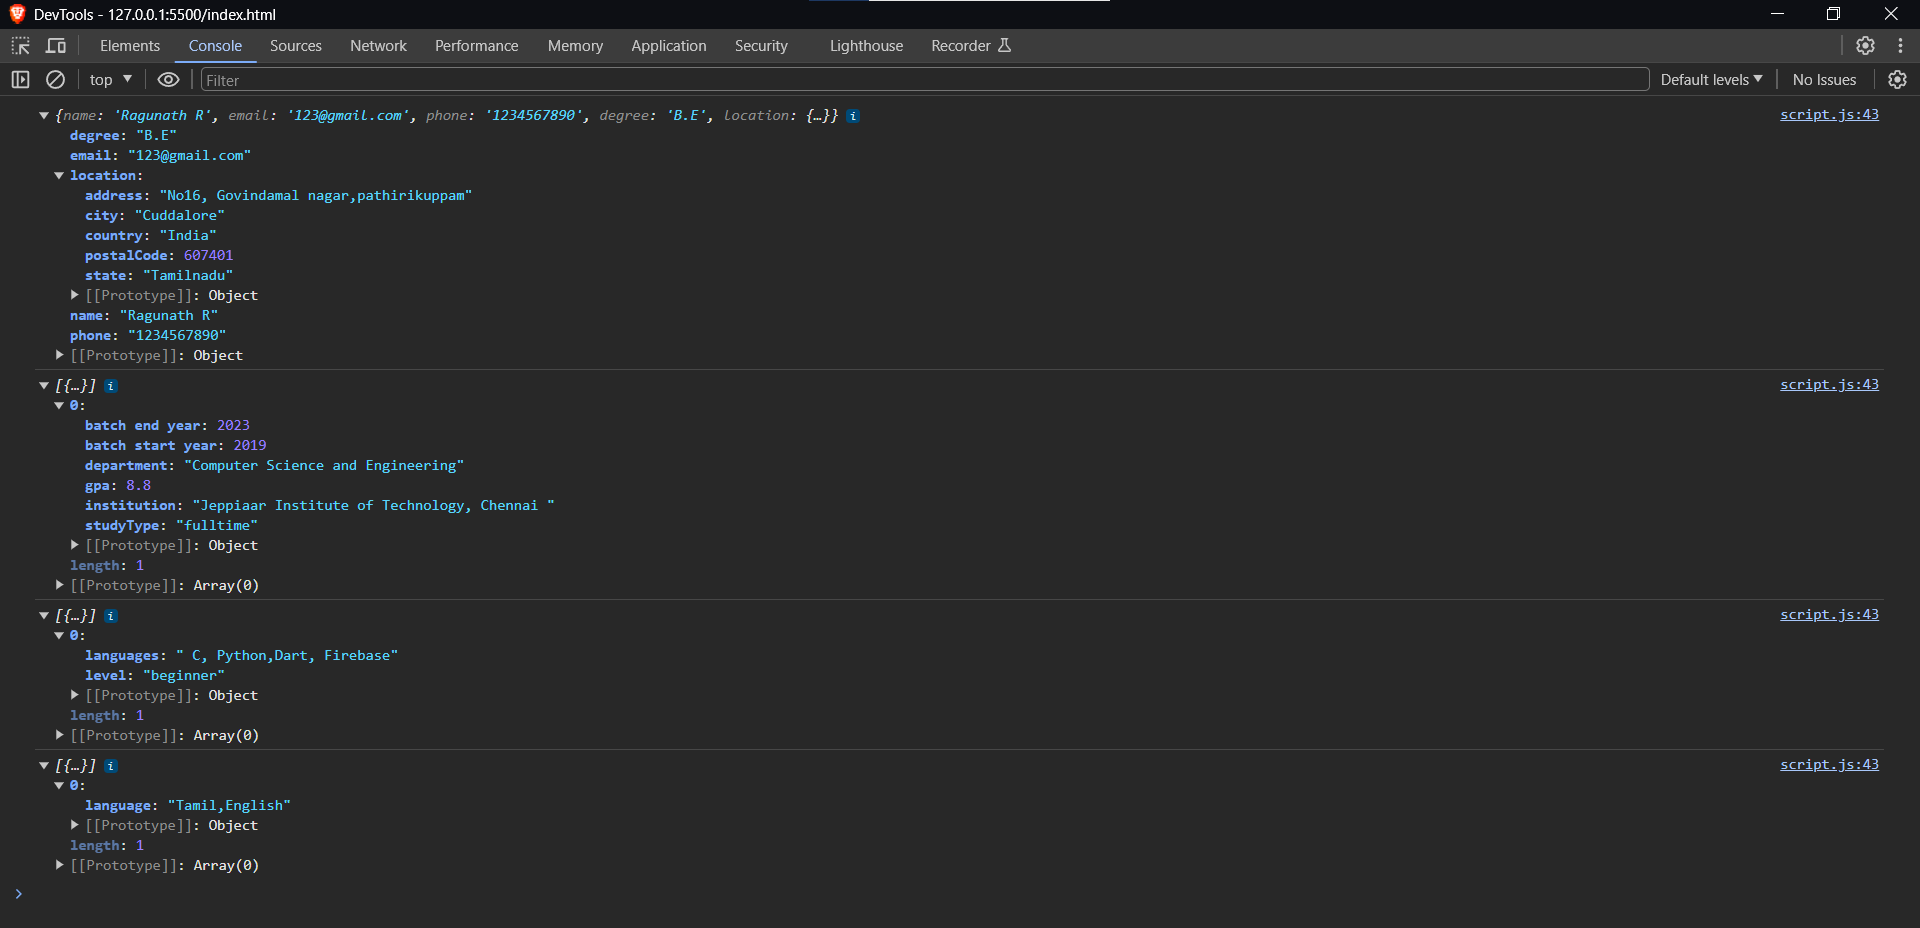 DevTools - 127.0.0.1:5500/index.html
Elements Console Sources Network Performance Memory Application Security Lighthouse Recorder
top Filter Default levels No Issues
{name: 'Ragunath R', email: '123@gmail.com', phone: '1234567890', degree: 'B.E', location: {…}} i script.js:43
degree: "B.E"
email: "123@gmail.com"
location:
address: "No16, Govindamal nagar,pathirikuppam"
city: "Cuddalore"
country: "India"
postalCode: 607401
state: "Tamilnadu"
[[Prototype]]: Object
name: "Ragunath R"
phone: "1234567890"
[[Prototype]]: Object
[{…}] i script.js:43
0:
batch end year: 2023
batch start year: 2019
department: "Computer Science and Engineering"
gpa: 8.8
institution: "Jeppiaar Institute of Technology, Chennai "
studyType: "fulltime"
[[Prototype]]: Object
length: 1
[[Prototype]]: Array(0)
[{…}] i script.js:43
0:
languages: " C, Python,Dart, Firebase"
level: "beginner"
[[Prototype]]: Object
length: 1
[[Prototype]]: Array(0)
[{…}] i script.js:43
0:
language: "Tamil,English"
[[Prototype]]: Object
length: 1
[[Prototype]]: Array(0)